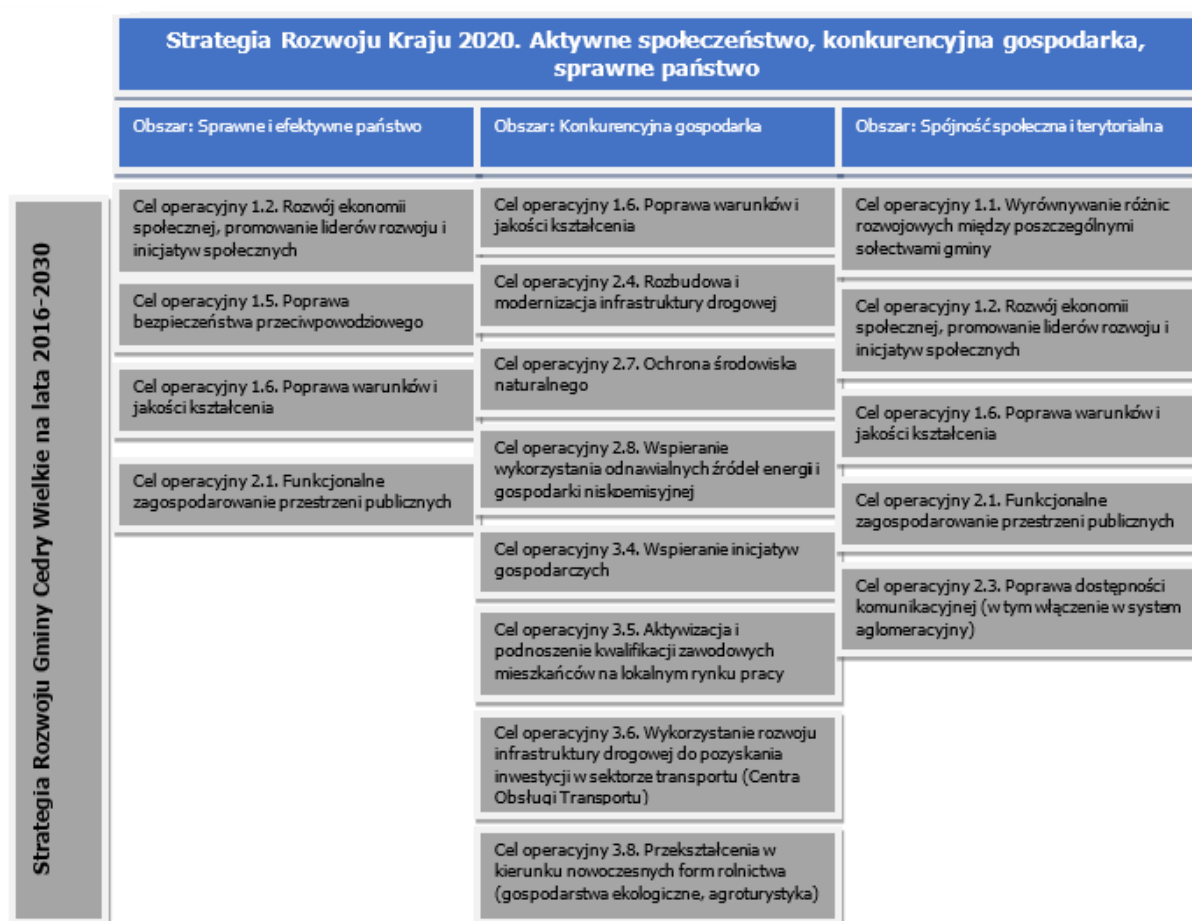 Strategia Rozwoju Kraju 2020. Aktywne społeczeństwo, konkurencyjna gospodarka,
sprawne państwo
Obszar: Sprawne i efektywne państwo
Obszar: Konkurencyjna gospodarka
Obszar: Spójność społeczna i terytorialna
Strategia Rozwoju Gminy Cedry Wielkie na lata 2016-2030
Cel operacyjny 1.2. Rozwój ekonomii
społecznej, promowanie liderów rozwoju i
inicjatyw społecznych
Cel operacyjny 1.5. Poprawa
bezpieczeństwa przeciwpowodziowego
Cel operacyjny 1.6. Poprawa warunków i
jakości kształcenia
Cel operacyjny 2.1. Funkcjonalne
zagospodarowanie przestrzeni publicznych
Cel operacyjny 1.6. Poprawa warunków i
jakości kształcenia
Cel operacyjny 2.4. Rozbudowa i
modernizacja infrastruktury drogowej
Cel operacyjny 2.7. Ochrona środowiska
naturalnego
Cel operacyjny 2.8. Wspieranie
wykorzystania odnawialnych źródeł energii i
gospodarki niskoemisyjnej
Cel operacyjny 3.4. Wspieranie inicjatyw
gospodarczych
Cel operacyjny 3.5. Aktywizacja i
podnoszenie kwalifikacji zawodowych
mieszkańców na lokalnym rynku pracy
Cel operacyjny 3.6. Wykorzystanie rozwoju
infrastruktury drogowej do pozyskania
inwestycji w sektorze transportu (Centra
Obsługi Transportu)
Cel operacyjny 3.8. Przekształcenia w
kierunku nowoczesnych form rolnictwa
(gospodarstwa ekologiczne, agroturystyka)
Cel operacyjny 1.1. Wyrównywanie różnic
rozwojowych między poszczególnymi
sołectwami gminy
Cel operacyjny 1.2. Rozwój ekonomii
społecznej, promowanie liderów rozwoju i
inicjatyw społecznych
Cel operacyjny 1.6. Poprawa warunków i
jakości kształcenia
Cel operacyjny 2.1. Funkcjonalne
zagospodarowanie przestrzeni publicznych
Cel operacyjny 2.3. Poprawa dostępności
komunikacyjnej (w tym włączenie w system
aglomeracyjny)